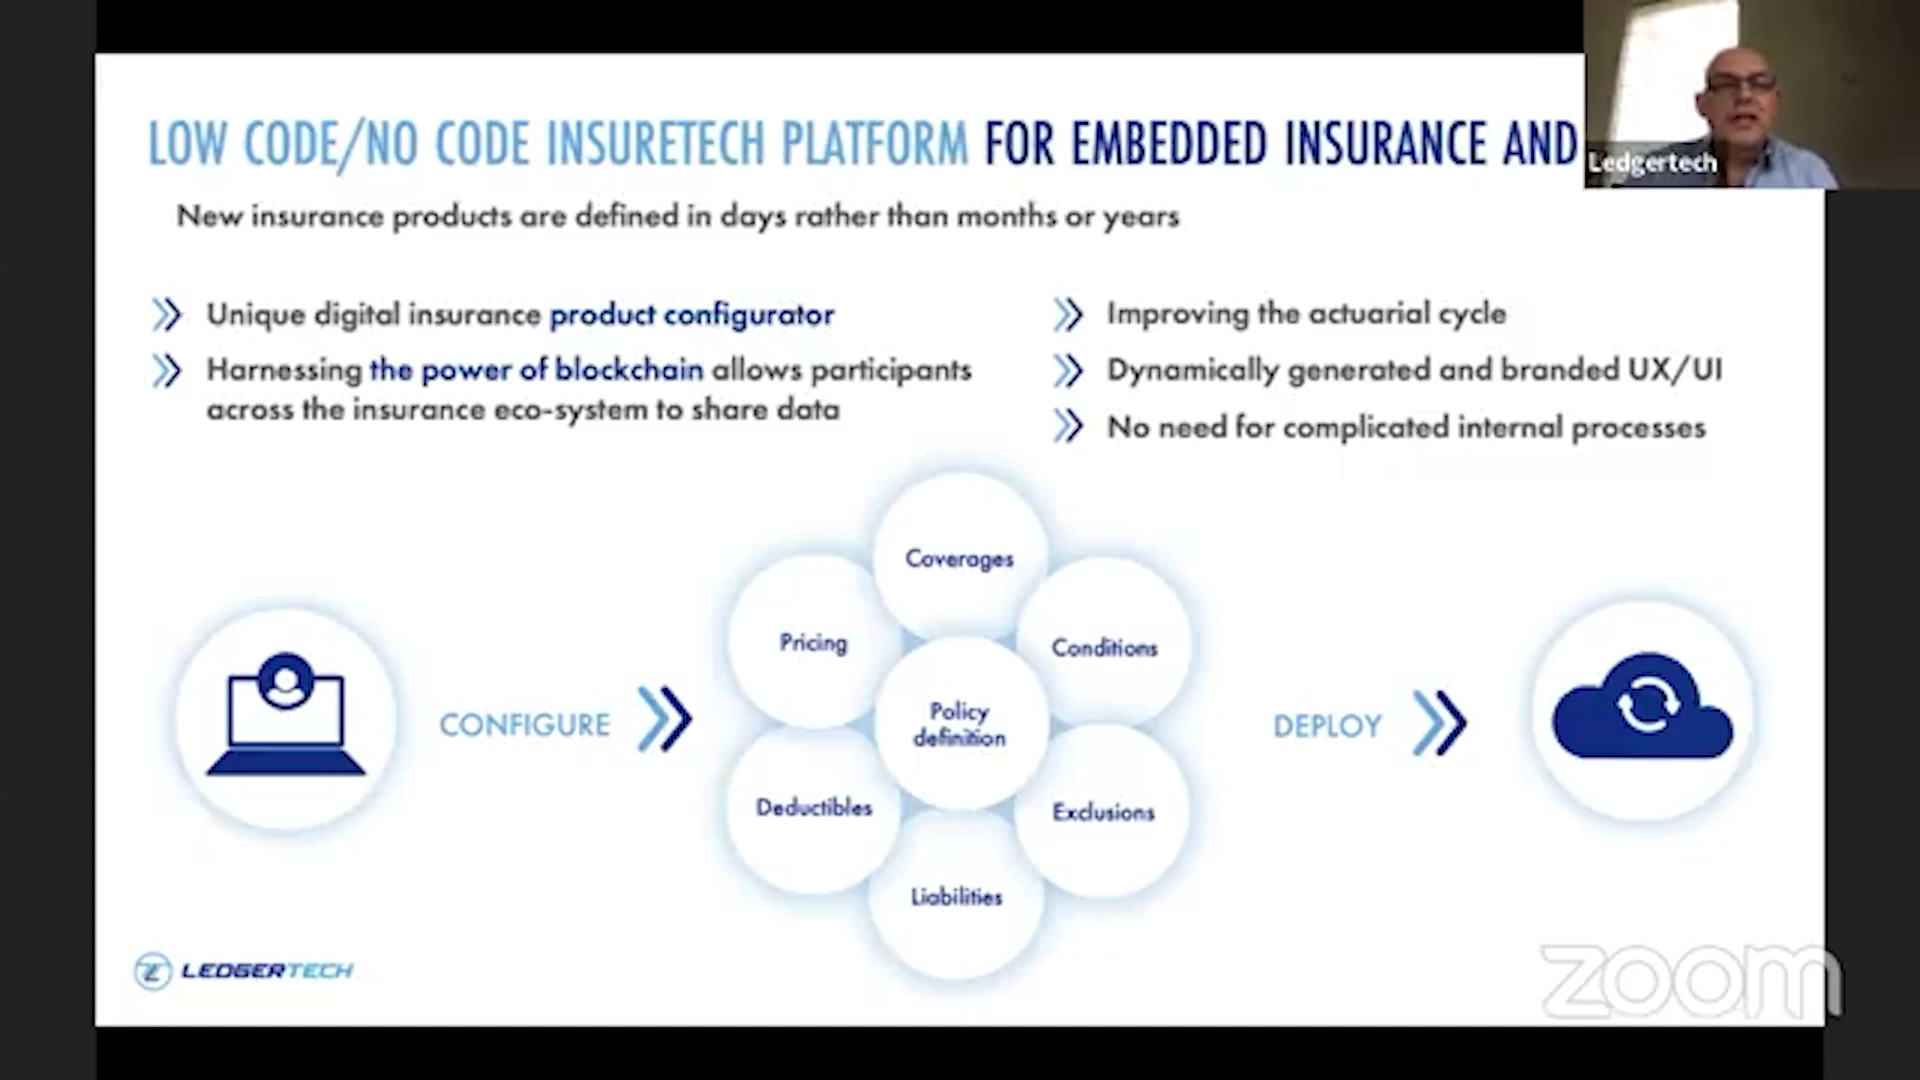 LOW CODE/NO CODE INSURETECH PLATFORM FOR EMBEDDED INSURANCE AND
Ledgertech
New insurance products are defined in days rather than months or years
Unique digital insurance product configurator
Harnessing the power of blockchain allows participants
across the insurance eco-system to share data
Improving the actuarial cycle
Dynamically generated and branded UX/UI
No need for complicated internal processes
CONFIGURE
Coverages
Pricing
Conditions
Policy
definition
Deductibles
Exclusions
Liabilities
DEPLOY
LEDGERTECH
zoom